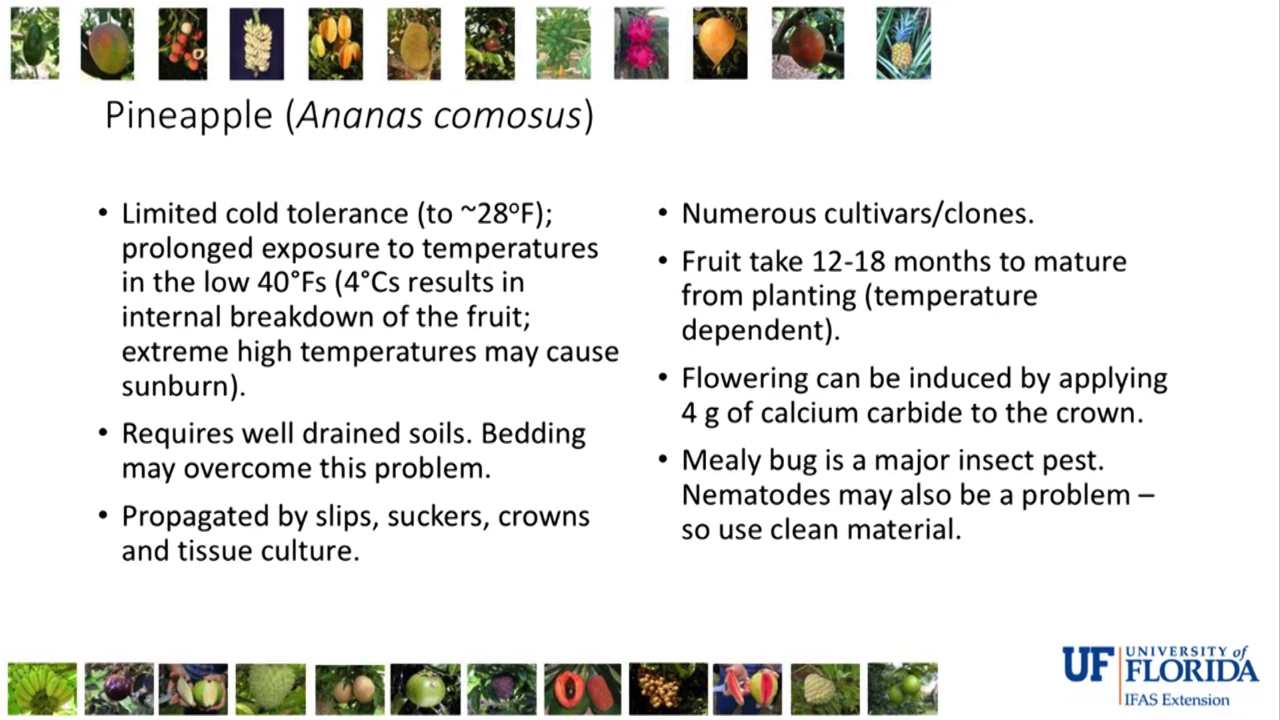 Pineapple (Ananas comosus)
• Limited cold tolerance (to ~28ºF);
prolonged exposure to temperatures
in the low 40°Fs (4°Cs results in
internal breakdown of the fruit;
extreme high temperatures may cause
sunburn).
• Requires well drained soils. Bedding
may overcome this problem.
• Propagated by slips, suckers, crowns
and tissue culture.
• Numerous cultivars/clones.
• Fruit take 12-18 months to mature
from planting (temperature
dependent).
• Flowering can be induced by applying
4 g of calcium carbide to the crown.
• Mealy bug is a major insect pest.
Nematodes may also be a problem –
so use clean material.
UF UNIVERSITY of
FLORIDA
IFAS Extension